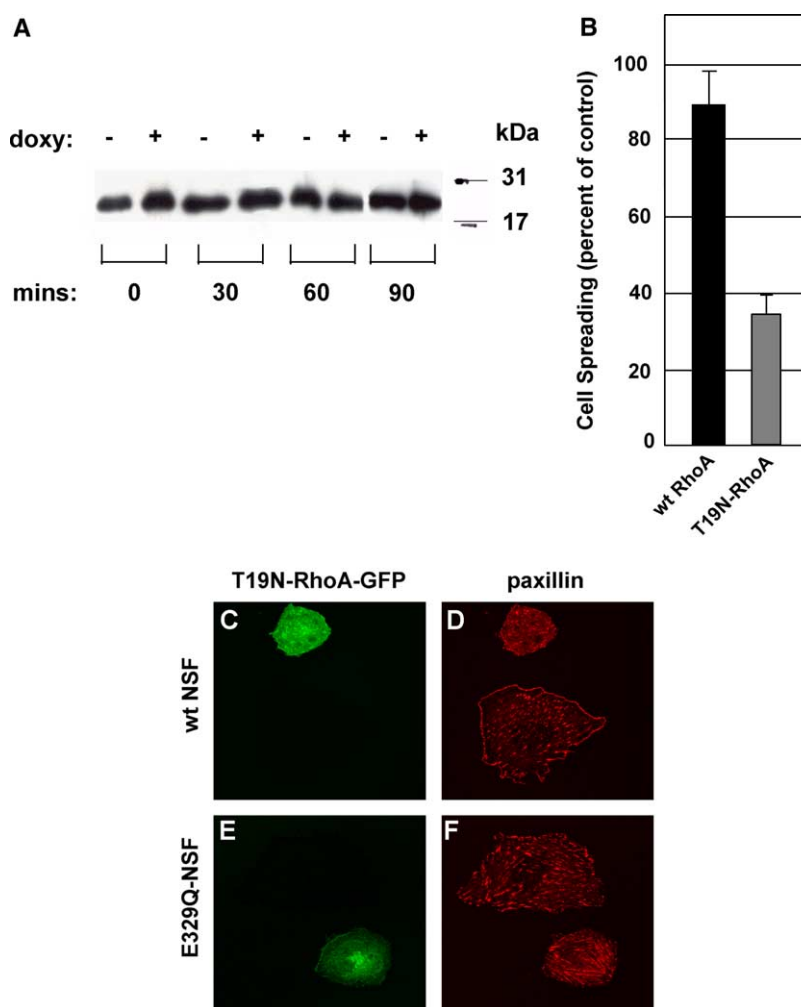 A
doxy: - + - + - + - + kDa
31
17
mins: 0 30 60 90
B
Cell Spreading (percent of control)
100
80
60
40
20
0
wt RhoA
T19N-RhoA
T19N-RhoA-GFP paxillin
wt NSF
C D
E329Q-NSF
E F